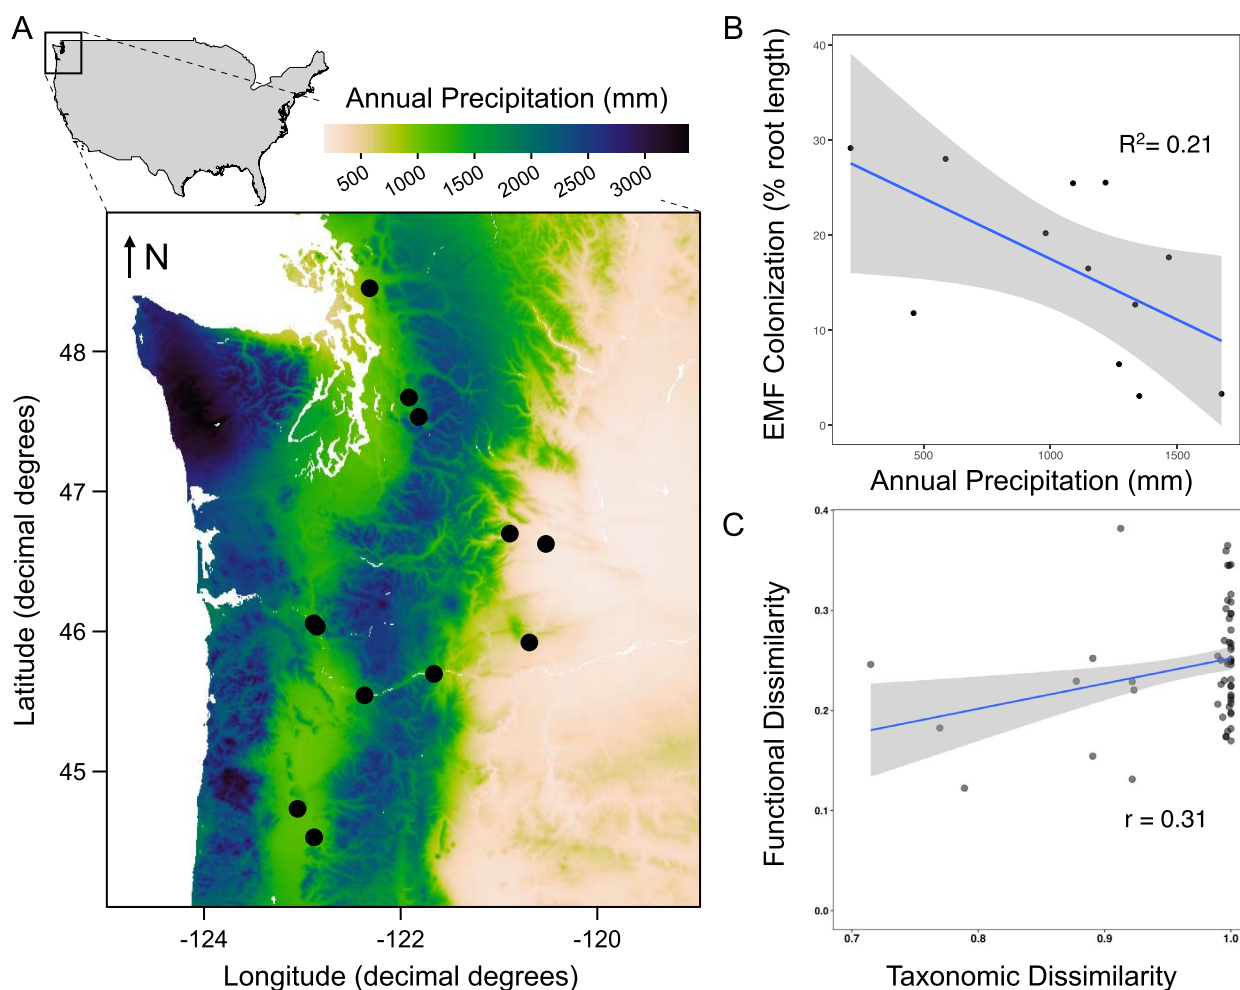 A
Annual Precipitation (mm)
500 1000 1500 2000 2500 3000
N
48
47
46
45
Latitude (decimal degrees)
-124 -122 -120
Longitude (decimal degrees)
B
40
30
20
10
0
EMF Colonization (% root length)
R²= 0.21
500 1000 1500
Annual Precipitation (mm)
C
0.4
0.3
0.2
0.1
0.0
Functional Dissimilarity
r = 0.31
0.7 0.8 0.9 1.0
Taxonomic Dissimilarity